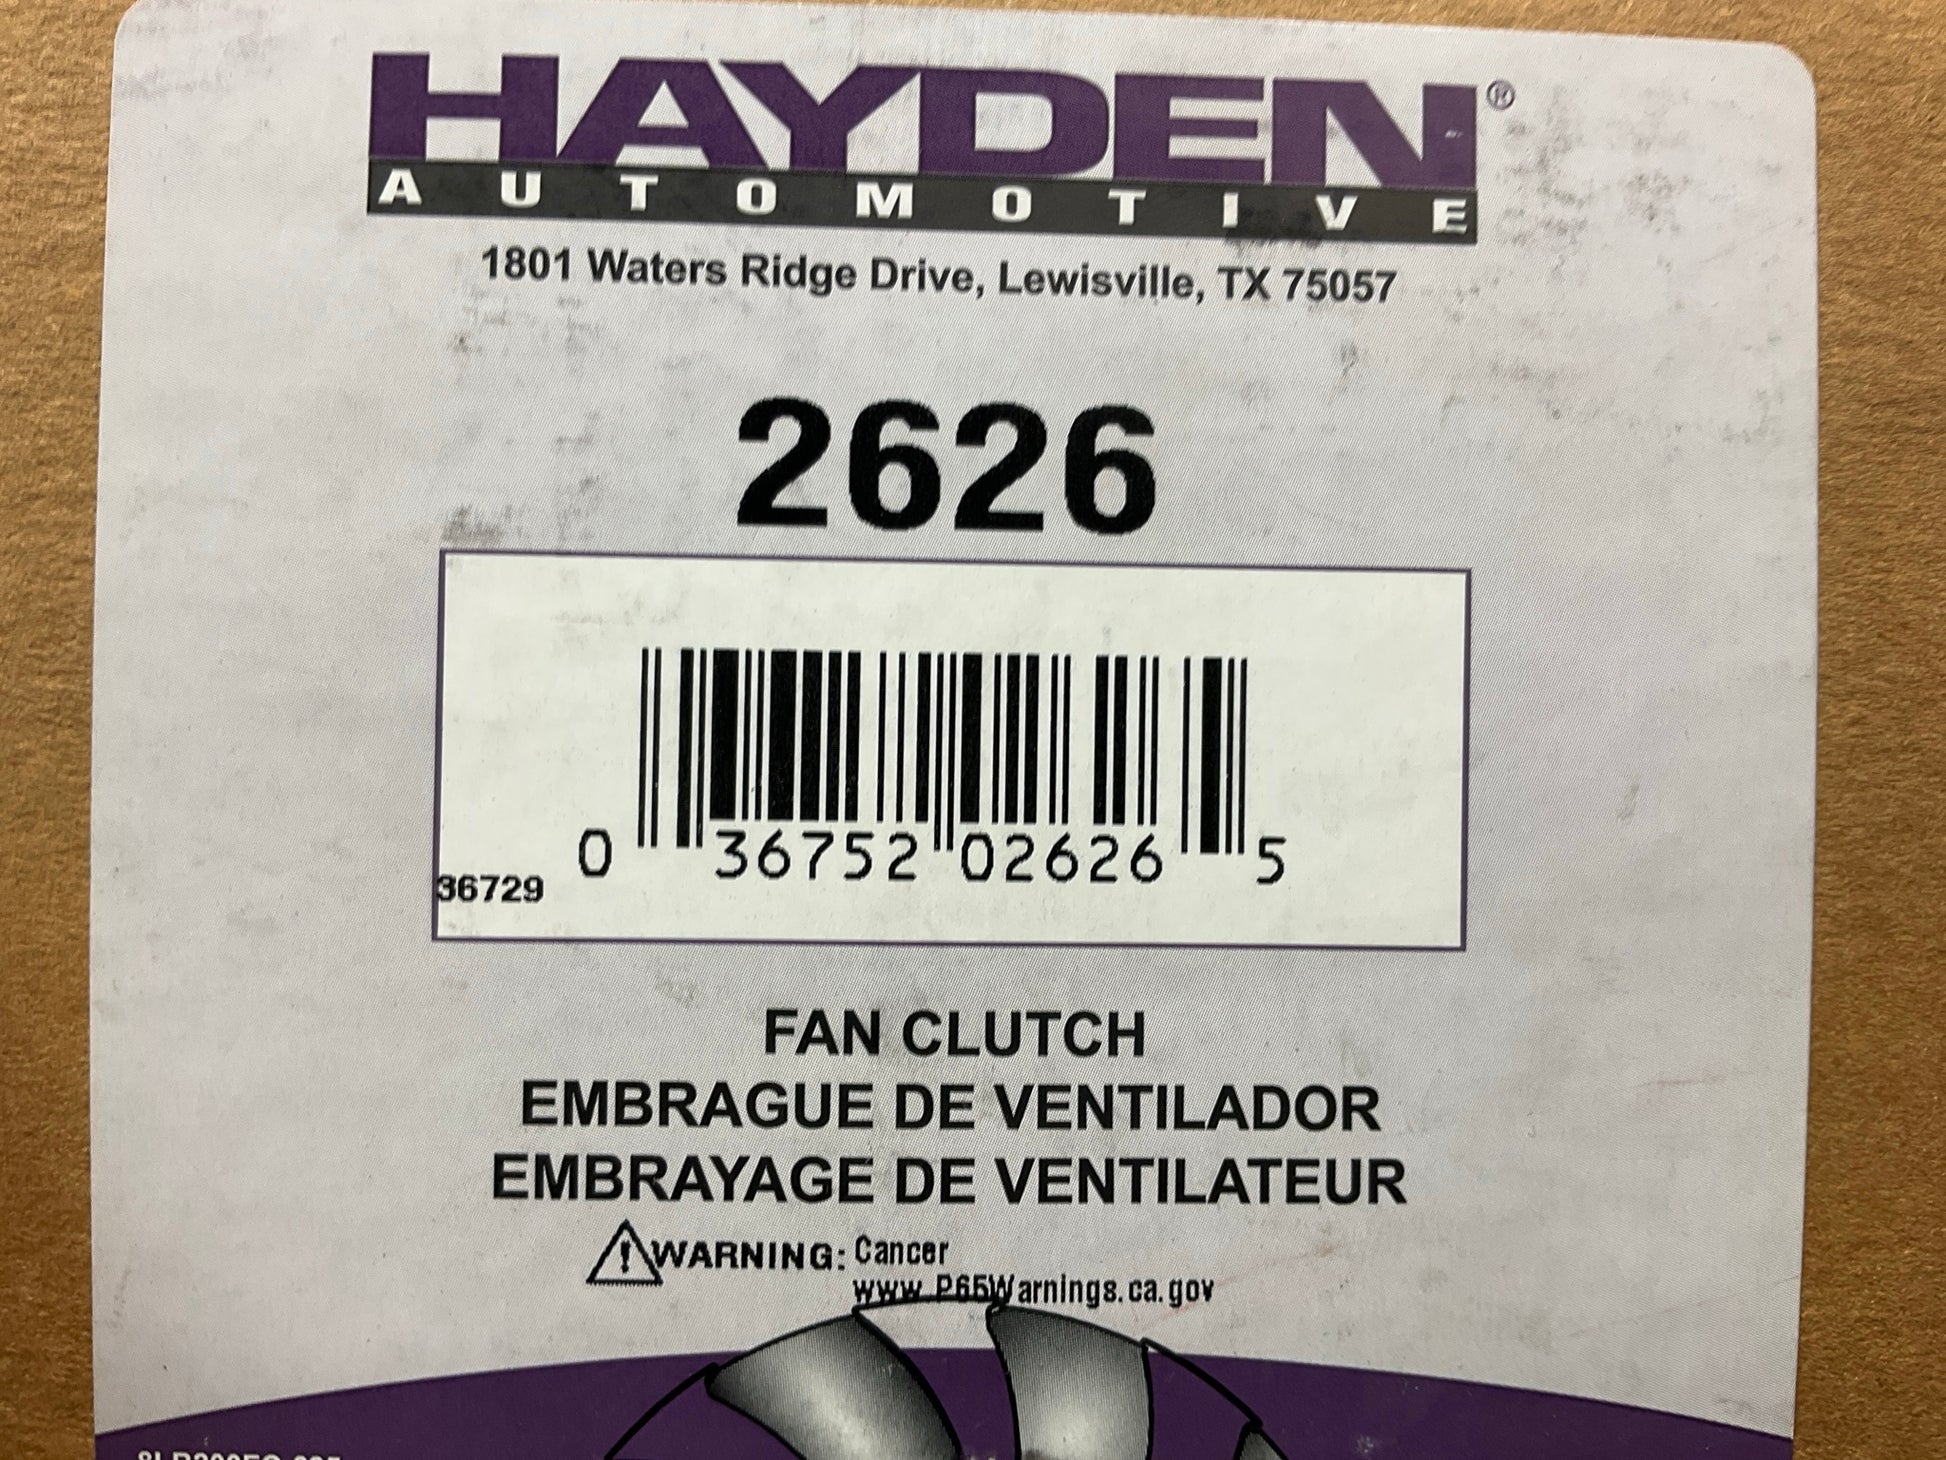 HAYDEN®
AUTOMOTIVE
1801 Waters Ridge Drive, Lewisville, TX 75057
2626
0 36752 02626 5
36729
FAN CLUTCH
EMBRAGUE DE VENTILADOR
EMBRAYAGE DE VENTILATEUR
WARNING: Cancer
www.P65Warnings.ca.gov